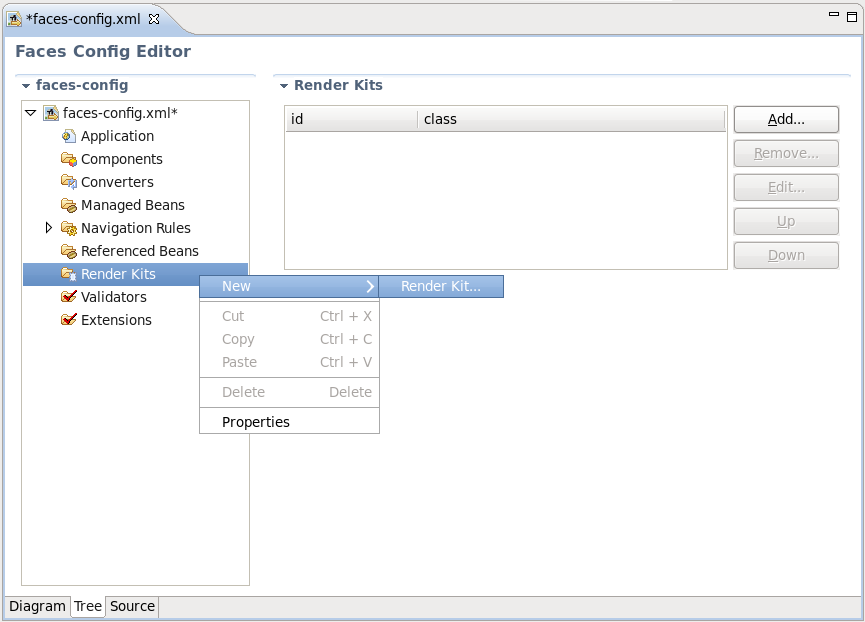 *faces-config.xml
Faces Config Editor
faces-config
faces-config.xml*
Application
Components
Converters
Managed Beans
Navigation Rules
Referenced Beans
Render Kits
Validators
Extensions
Render Kits
id class
Add...
Remove...
Edit...
Up
Down
New Render Kit...
Cut Ctrl + X
Copy Ctrl + C
Paste Ctrl + V
Delete Delete
Properties
Diagram Tree Source